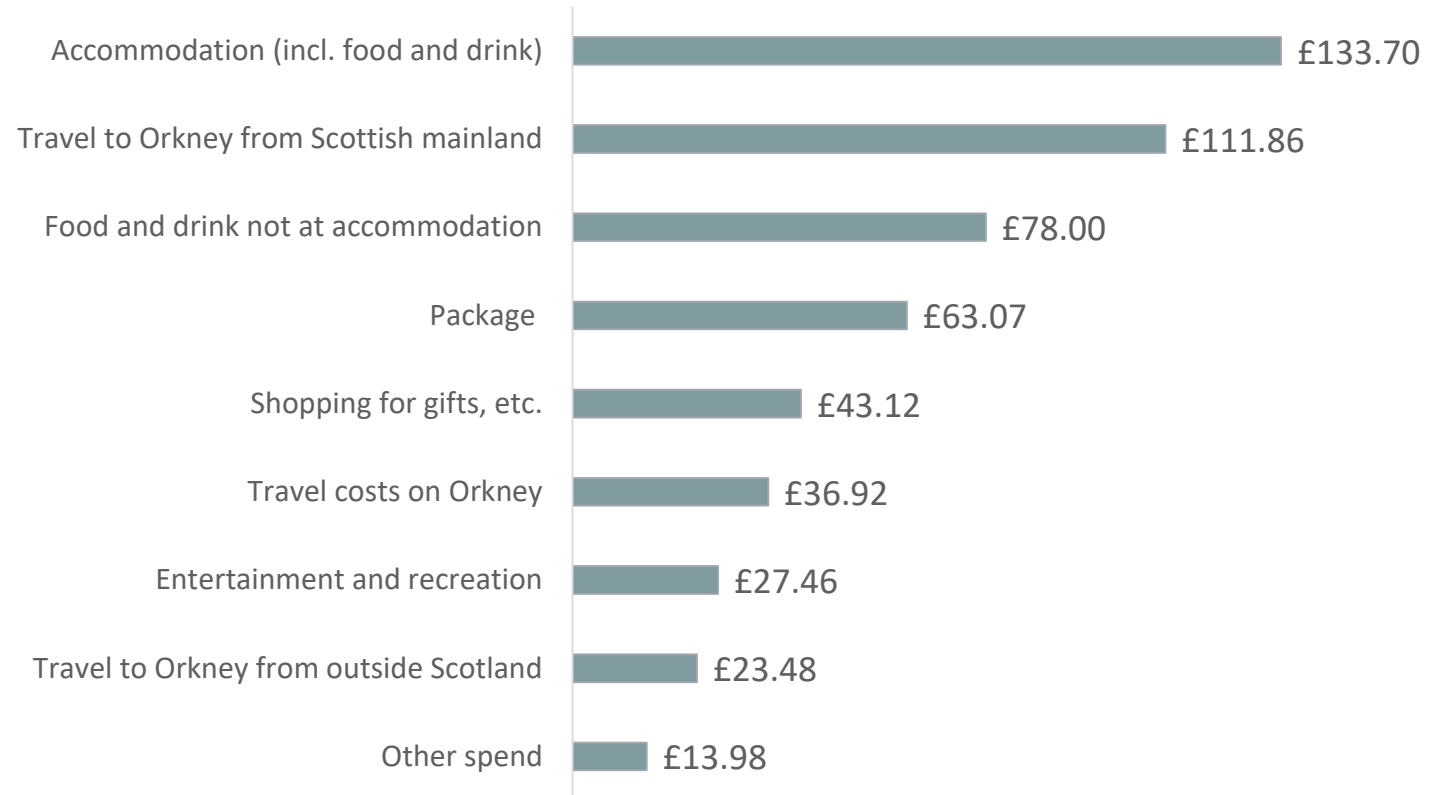 Accommodation (incl. food and drink) £133.70
Travel to Orkney from Scottish mainland £111.86
Food and drink not at accommodation £78.00
Package £63.07
Shopping for gifts, etc. £43.12
Travel costs on Orkney £36.92
Entertainment and recreation £27.46
Travel to Orkney from outside Scotland £23.48
Other spend £13.98